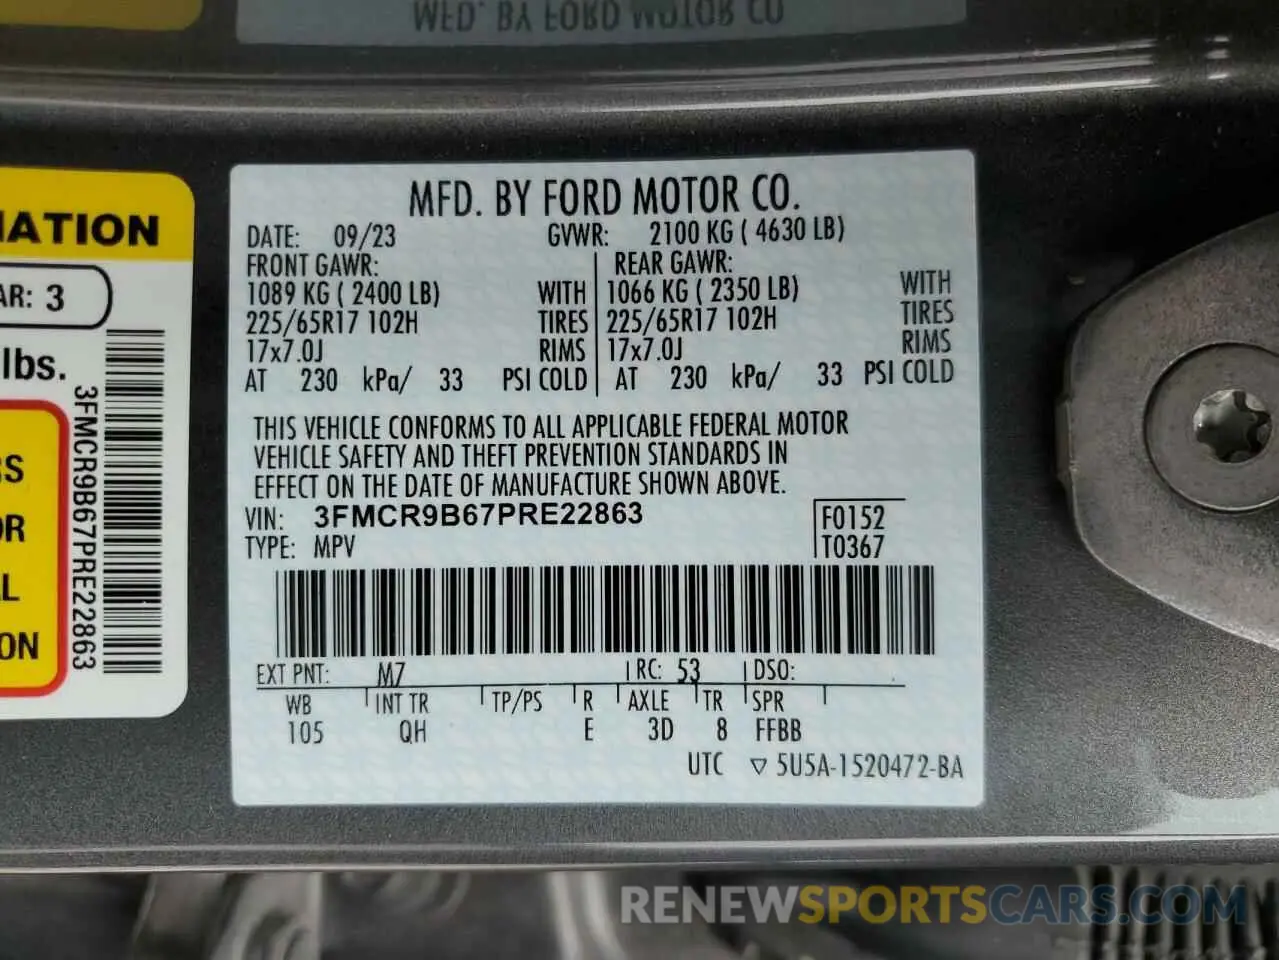 MFD. BY FORD MOTOR CO
MATION
AR: 3
lbs.
3FMCR9B67PRE22863
SS
OR
LL
ON
MFD. BY FORD MOTOR CO.
DATE: 09/23 GVWR: 2100 KG ( 4630 LB)
FRONT GAWR: REAR GAWR:
1089 KG ( 2400 LB) WITH 1066 KG ( 2350 LB) WITH
225/65R17 102H TIRES 225/65R17 102H TIRES
17x7.0J RIMS 17x7.0J RIMS
AT 230 kPa/ 33 PSI COLD AT 230 kPa/ 33 PSI COLD
THIS VEHICLE CONFORMS TO ALL APPLICABLE FEDERAL MOTOR
VEHICLE SAFETY AND THEFT PREVENTION STANDARDS IN
EFFECT ON THE DATE OF MANUFACTURE SHOWN ABOVE.
VIN: 3FMCR9B67PRE22863 F0152
TYPE: MPV T0367
EXT PNT: M7 RC: 53 DSO:
WB INT TR TP/PS R AXLE TR SPR
105 QH E 3D 8 FFBB
UTC ▽ 5U5A-1520472-BA
RENEWSPORTSCARS.COM